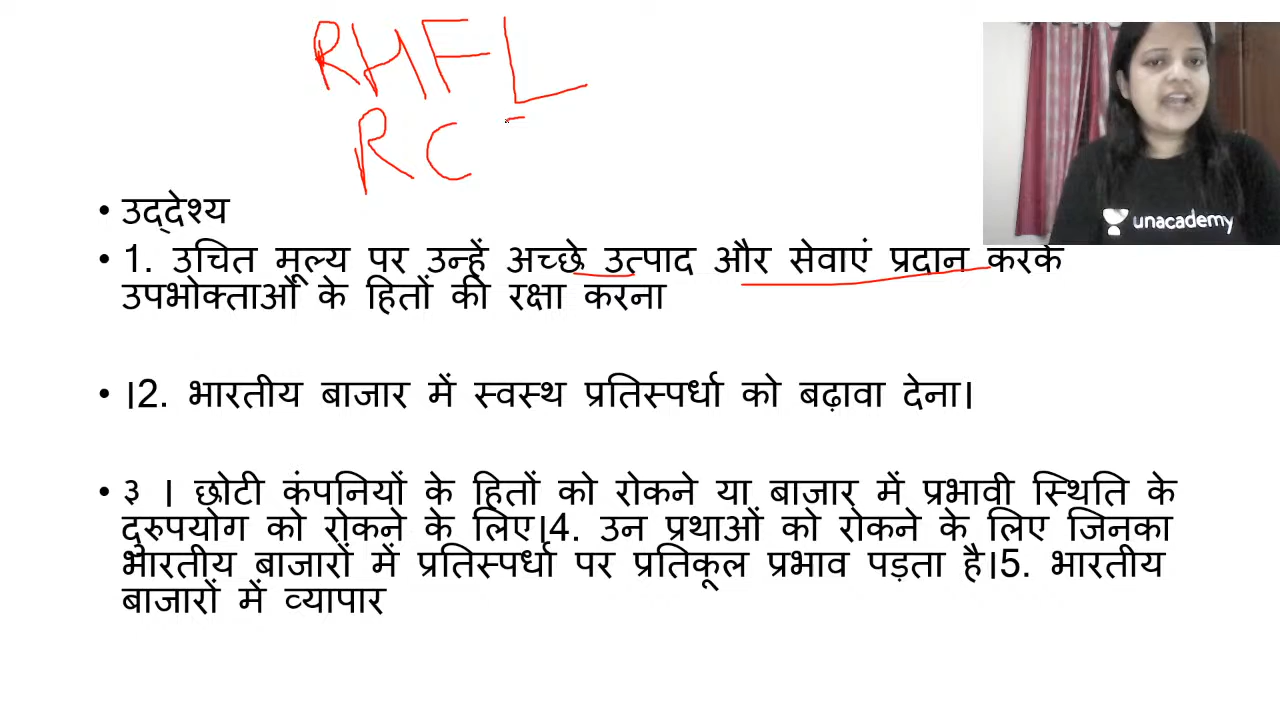 RHFL
RC
unacademy
• उद्देश्य
• 1. उचित मूल्य पर उन्हें अच्छे उत्पाद और सेवाएं प्रदान करके
उपभोक्ताओं के हितों की रक्षा करना
• ।2. भारतीय बाजार में स्वस्थ प्रतिस्पर्धा को बढ़ावा देना।
• ३ । छोटी कंपनियों के हितों को रोकने या बाजार में प्रभावी स्थिति के
दुरुपयोग को रोकने के लिए।4. उन प्रथाओं को रोकने के लिए जिनका
भारतीय बाजारों में प्रतिस्पर्धा पर प्रतिकूल प्रभाव पड़ता है।5. भारतीय
बाजारों में व्यापार